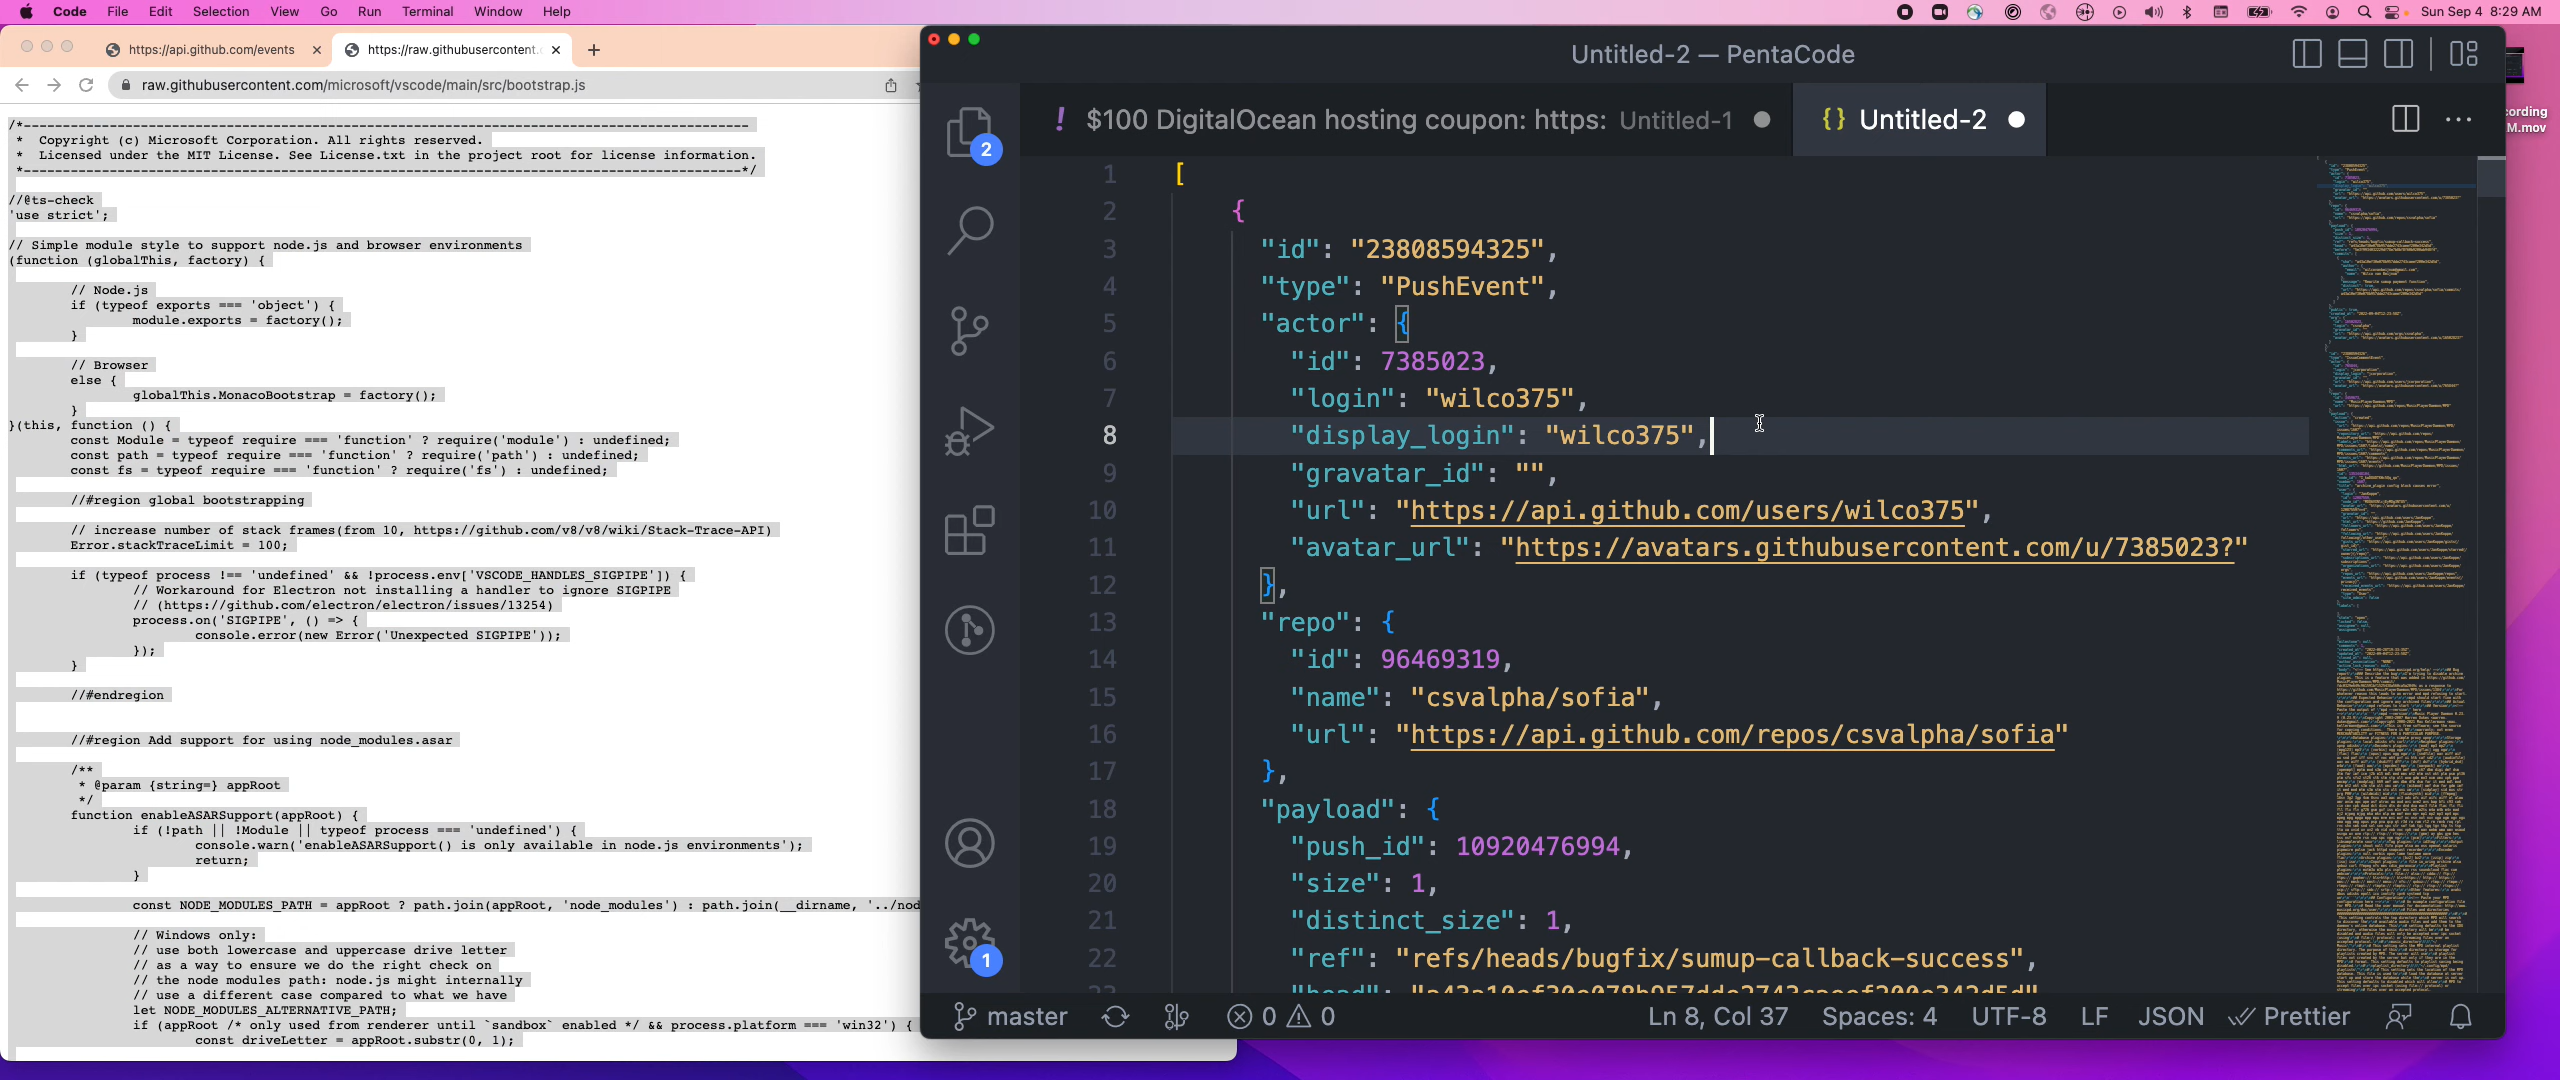 Code File Edit Selection View Go Run Terminal Window Help
Sun Sep 4 8:29 AM
https://api.github.com/events
https://raw.githubusercontent.
raw.githubusercontent.com/microsoft/vscode/main/src/bootstrap.js
/*---------------------------------------------------------------------------------------------
* Copyright (c) Microsoft Corporation. All rights reserved.
* Licensed under the MIT License. See License.txt in the project root for license information.
*--------------------------------------------------------------------------------------------*/
//@ts-check
'use strict';
// Simple module style to support node.js and browser environments
(function (globalThis, factory) {
// Node.js
if (typeof exports === 'object') {
module.exports = factory();
}
// Browser
else {
globalThis.MonacoBootstrap = factory();
}
}(this, function () {
const Module = typeof require === 'function' ? require('module') : undefined;
const path = typeof require === 'function' ? require('path') : undefined;
const fs = typeof require === 'function' ? require('fs') : undefined;
//#region global bootstrapping
// increase number of stack frames(from 10, https://github.com/v8/v8/wiki/Stack-Trace-API)
Error.stackTraceLimit = 100;
if (typeof process !== 'undefined' && !process.env['VSCODE_HANDLES_SIGPIPE']) {
// Workaround for Electron not installing a handler to ignore SIGPIPE
// (https://github.com/electron/electron/issues/13254)
process.on('SIGPIPE', () => {
console.error(new Error('Unexpected SIGPIPE'));
});
}
//#endregion
//#region Add support for using node_modules.asar
/**
* @param {string=} appRoot
*/
function enableASARSupport(appRoot) {
if (!path || !Module || typeof process === 'undefined') {
console.warn('enableASARSupport() is only available in node.js environments');
return;
}
const NODE_MODULES_PATH = appRoot ? path.join(appRoot, 'node_modules') : path.join(__dirname, '../nod
// Windows only:
// use both lowercase and uppercase drive letter
// as a way to ensure we do the right check on
// the node modules path: node.js might internally
// use a different case compared to what we have
let NODE_MODULES_ALTERNATIVE_PATH;
if (appRoot /* only used from renderer until `sandbox` enabled */ && process.platform === 'win32') {
const driveLetter = appRoot.substr(0, 1);
Untitled-2 — PentaCode
! $100 DigitalOcean hosting coupon: https: Untitled-1
{} Untitled-2
2
1
1 [
2 {
3 "id": "23808594325",
4 "type": "PushEvent",
5 "actor": {
6 "id": 7385023,
7 "login": "wilco375",
8 "display_login": "wilco375",
9 "gravatar_id": "",
10 "url": "https://api.github.com/users/wilco375",
11 "avatar_url": "https://avatars.githubusercontent.com/u/7385023?"
12 },
13 "repo": {
14 "id": 96469319,
15 "name": "csvalpha/sofia",
16 "url": "https://api.github.com/repos/csvalpha/sofia"
17 },
18 "payload": {
19 "push_id": 10920476994,
20 "size": 1,
21 "distinct_size": 1,
22 "ref": "refs/heads/bugfix/sumup-callback-success",
master 0 0 Ln 8, Col 37 Spaces: 4 UTF-8 LF JSON Prettier
ording
M.mov